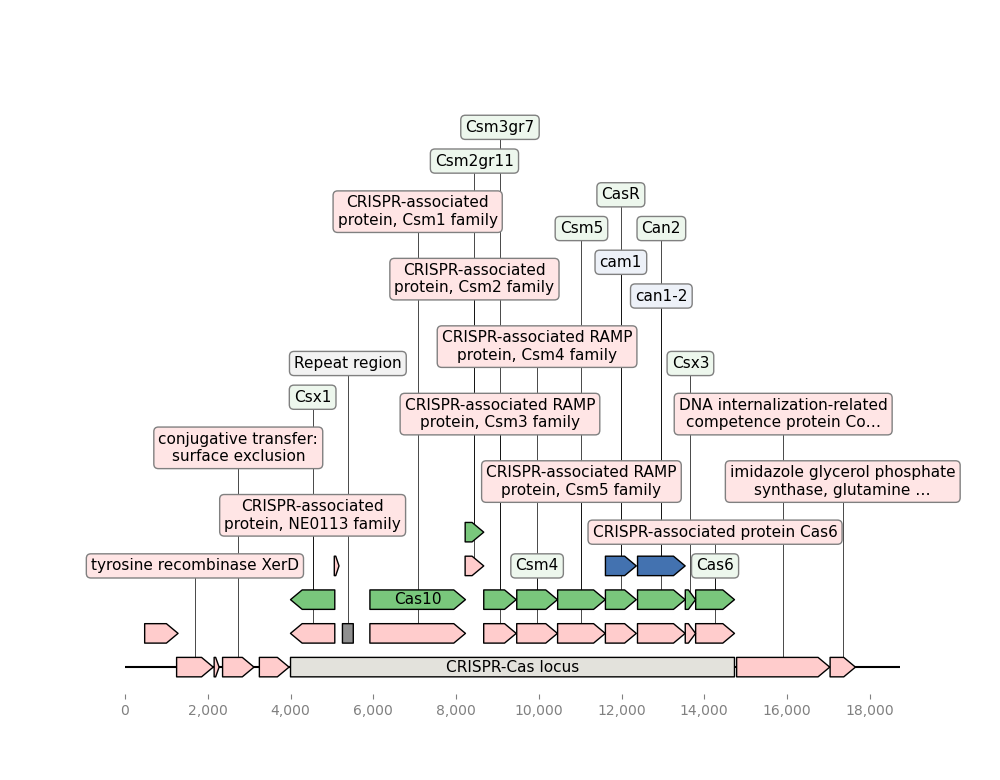 Csm3gr7
Csm2gr11
CRISPR-associated
protein, Csm1 family
CasR
Csm5
Can2
cam1
CRISPR-associated
protein, Csm2 family
can1-2
CRISPR-associated RAMP
protein, Csm4 family
Repeat region
Csx3
Csx1
CRISPR-associated RAMP
protein, Csm3 family
DNA internalization-related
competence protein Co...
conjugative transfer:
surface exclusion
CRISPR-associated RAMP
protein, Csm5 family
imidazole glycerol phosphate
synthase, glutamine ...
CRISPR-associated
protein, NE0113 family
CRISPR-associated protein Cas6
tyrosine recombinase XerD
Csm4
Cas6
Cas10
CRISPR-Cas locus
0
2,000
4,000
6,000
8,000
10,000
12,000
14,000
16,000
18,000